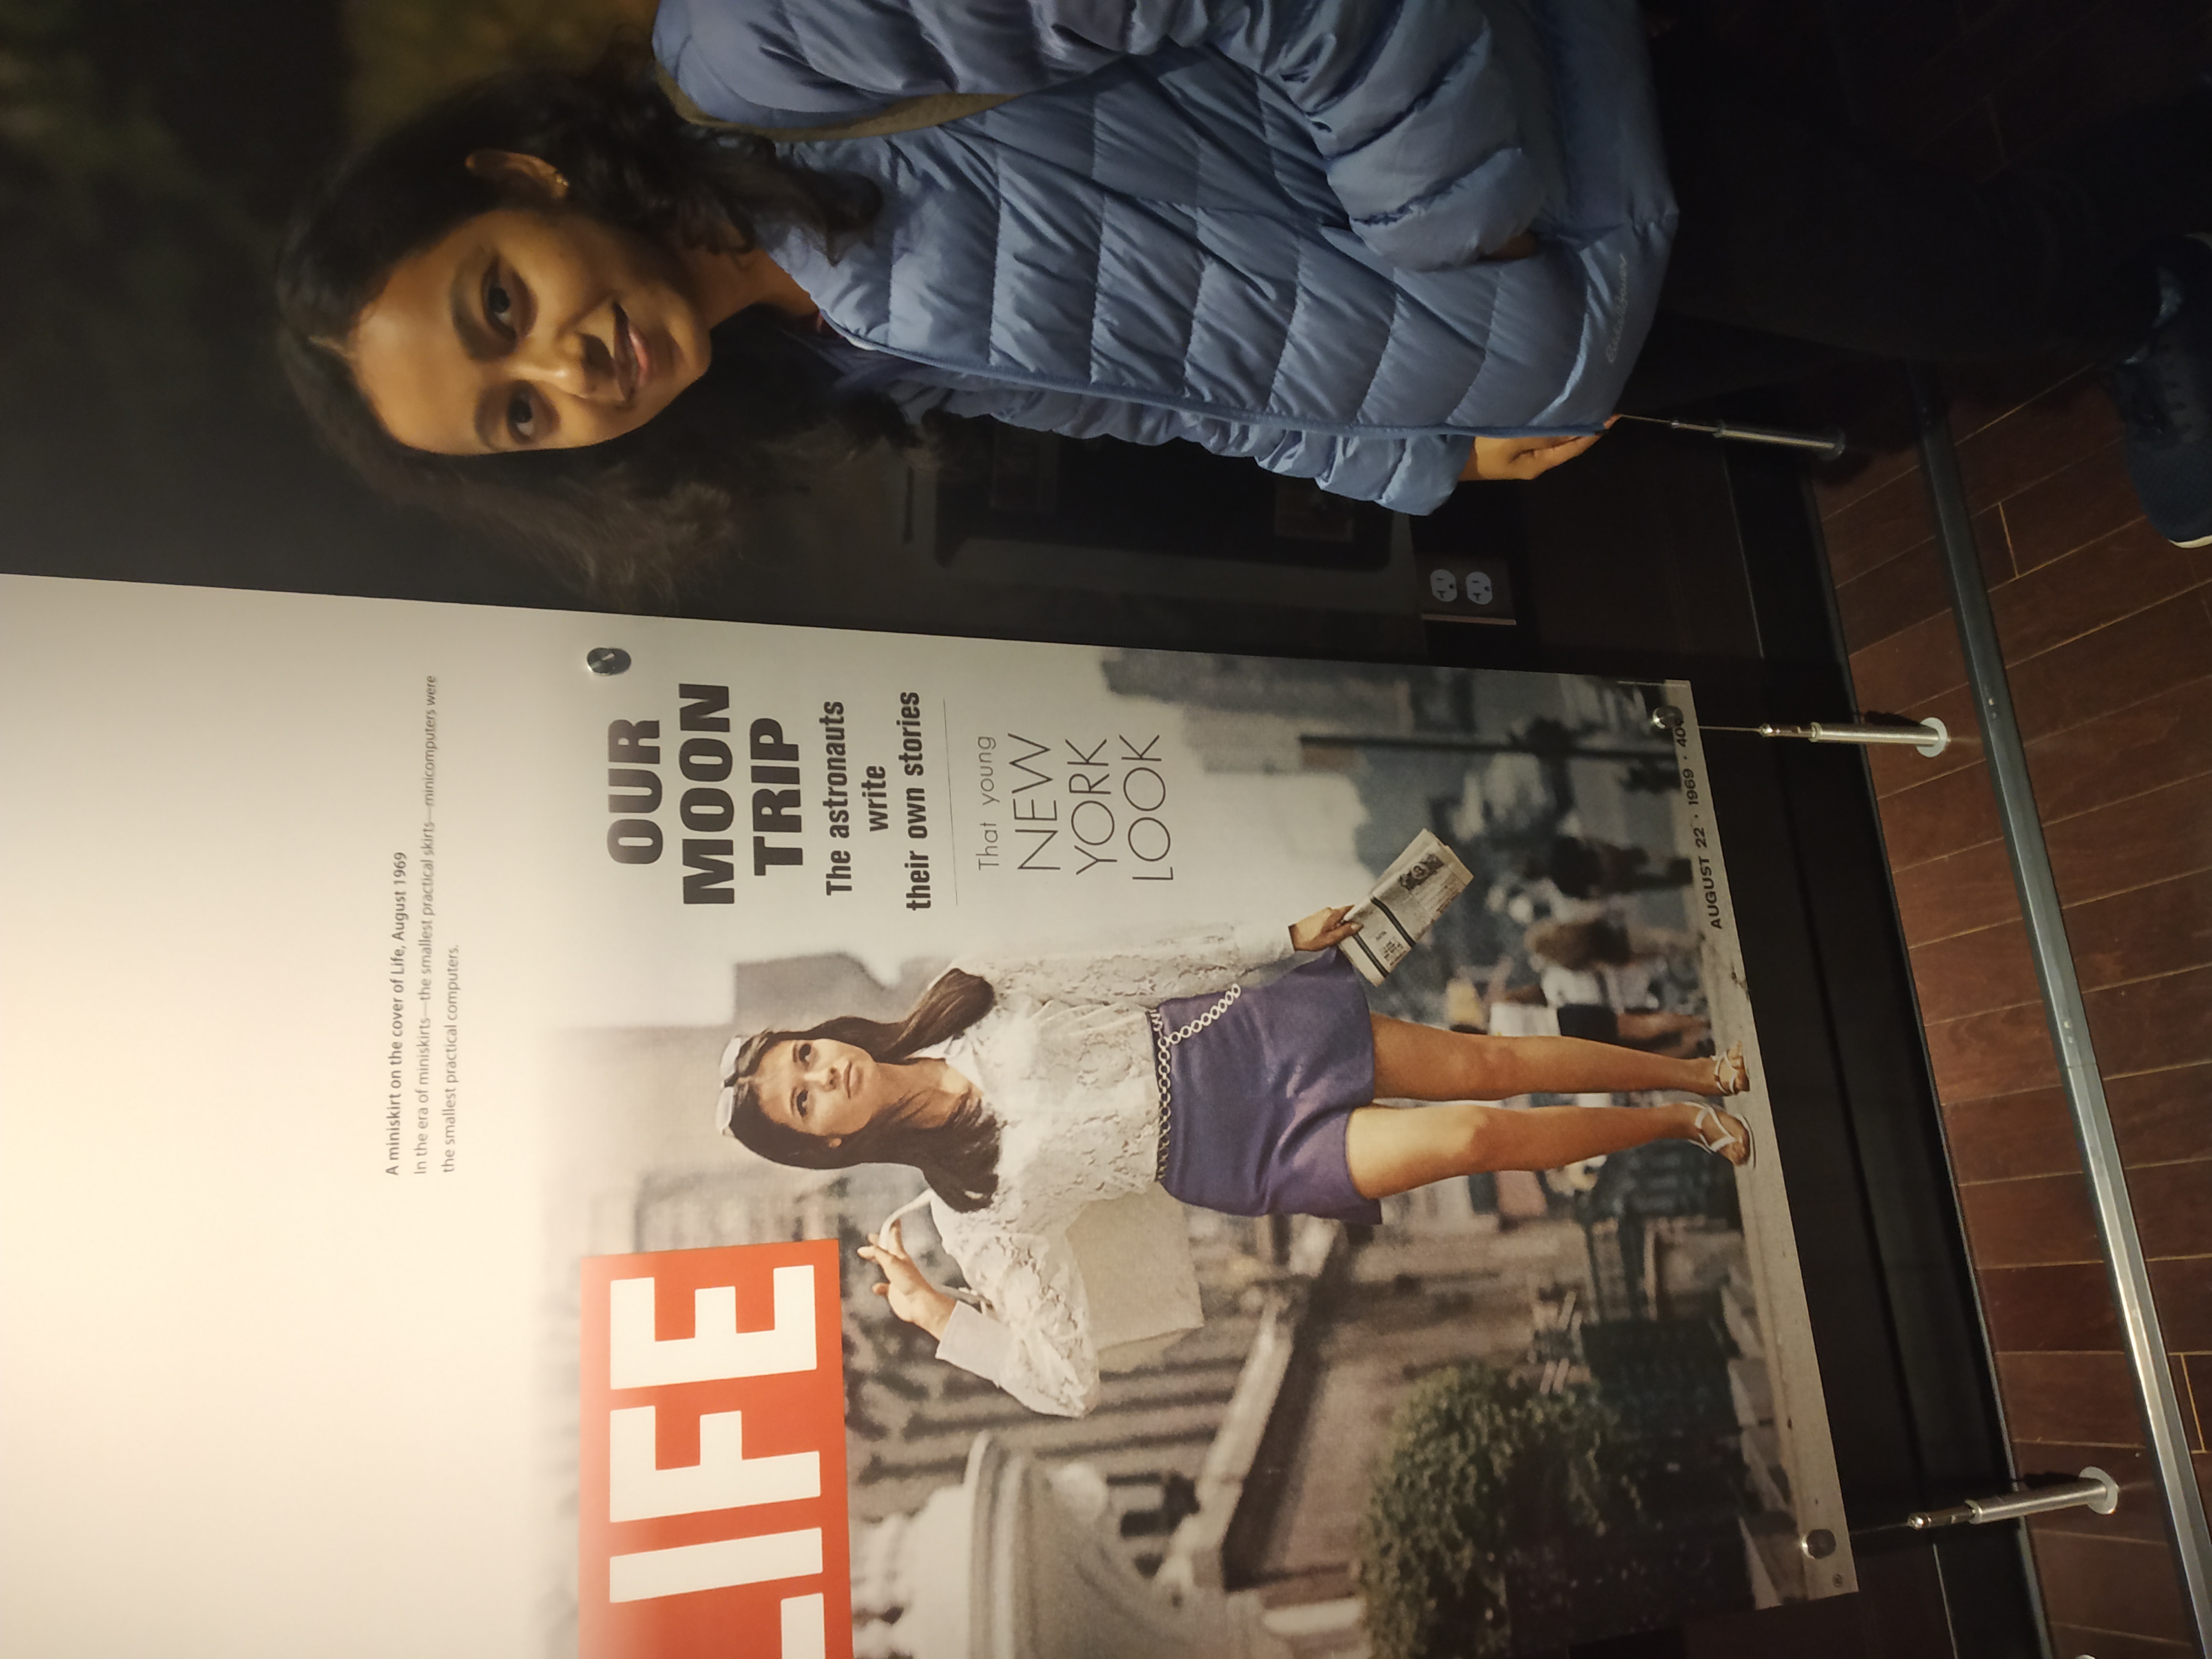 A miniskirt on the cover of Life, August 1969
In the era of miniskirts—the smallest practical skirts—minicomputers were
the smallest practical computers.
LIFE
OUR
MOON
TRIP
The astronauts
write
their own stories
That young
NEW
YORK
LOOK
AUGUST 22 · 1969 · 40¢
®
Eddie Bauer